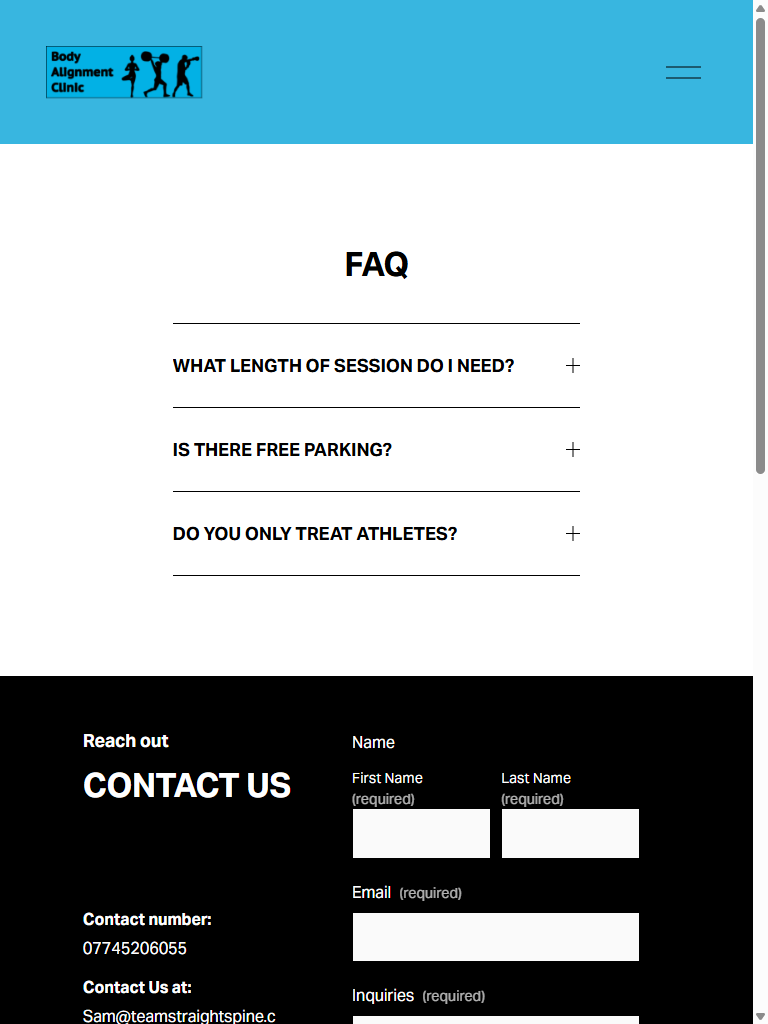 Body
Alignment
Clinic
FAQ
WHAT LENGTH OF SESSION DO I NEED?
IS THERE FREE PARKING?
DO YOU ONLY TREAT ATHLETES?
Reach out
CONTACT US
Contact number:
07745206055
Contact Us at:
Sam@teamstraightspine.c
Name
First Name
(required)
Last Name
(required)
Email (required)
Inquiries (required)